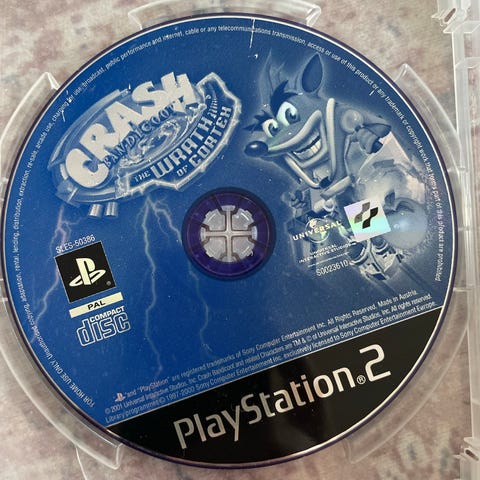 CRASH
BANDICOOT
THE WRATH
OF CORTEX
UNIVERSAL
UNIVERSAL
INTERACTIVE STUDIOS
S0023610
SLES-50386
PAL
COMPACT
disc
and "PlayStation" are registered trademarks of Sony Computer Entertainment Inc. Made in Austria.
© 2001 Universal Interactive Studios, Inc. Crash Bandicoot and related Characters are TM & © of Universal Interactive Studios. All Rights Reserved.
Library programmes © 1997-2000 Sony Computer Entertainment Inc. exclusively licensed to Sony Computer Entertainment Europe.
PlayStation®2
FOR HOME USE ONLY. Unauthorised copying, adaptation, rental, lending, distribution, extraction, re-sale, arcade use, charging for use, broadcast, public performance and internet, cable or any telecommunications transmission, access or use of this product or any trademark or copyright work that forms part of this product are prohibited.